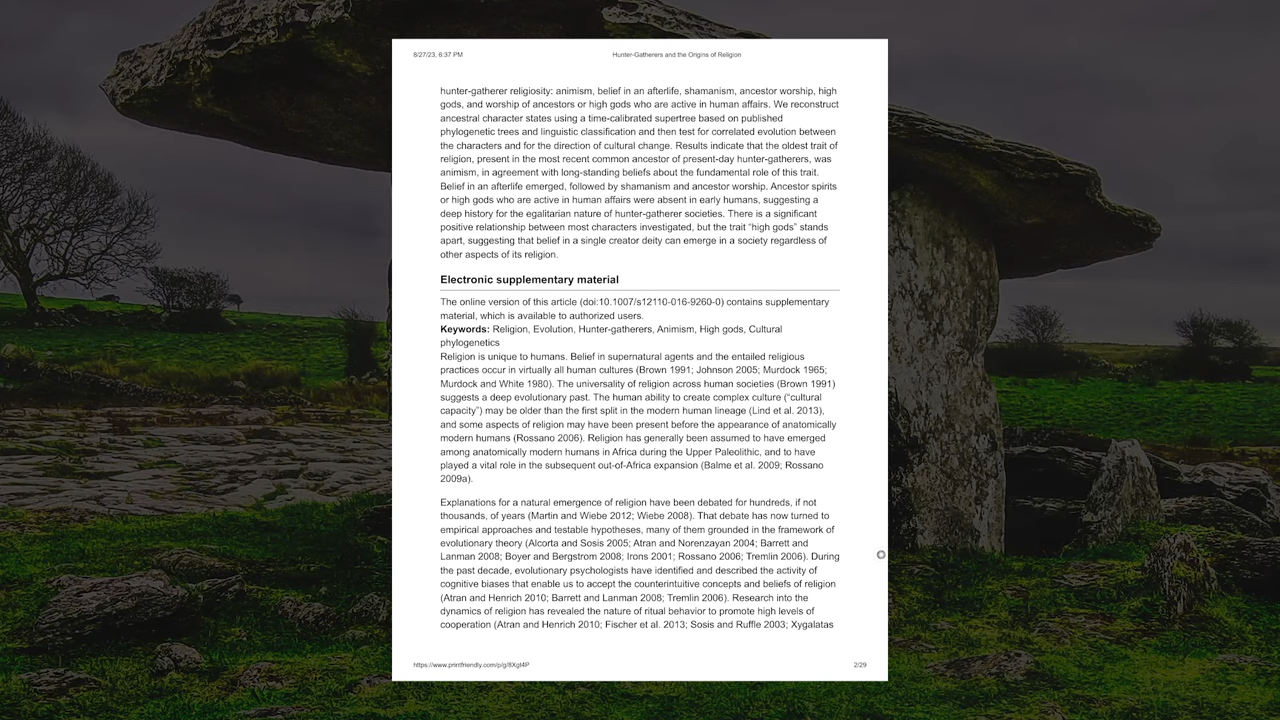 8/27/23, 6:37 PM
Hunter-Gatherers and the Origins of Religion
hunter-gatherer religiosity: animism, belief in an afterlife, shamanism, ancestor worship, high
gods, and worship of ancestors or high gods who are active in human affairs. We reconstruct
ancestral character states using a time-calibrated supertree based on published
phylogenetic trees and linguistic classification and then test for correlated evolution between
the characters and for the direction of cultural change. Results indicate that the oldest trait of
religion, present in the most recent common ancestor of present-day hunter-gatherers, was
animism, in agreement with long-standing beliefs about the fundamental role of this trait.
Belief in an afterlife emerged, followed by shamanism and ancestor worship. Ancestor spirits
or high gods who are active in human affairs were absent in early humans, suggesting a
deep history for the egalitarian nature of hunter-gatherer societies. There is a significant
positive relationship between most characters investigated, but the trait “high gods” stands
apart, suggesting that belief in a single creator deity can emerge in a society regardless of
other aspects of its religion.
Electronic supplementary material
The online version of this article (doi:10.1007/s12110-016-9260-0) contains supplementary
material, which is available to authorized users.
Keywords: Religion, Evolution, Hunter-gatherers, Animism, High gods, Cultural
phylogenetics
Religion is unique to humans. Belief in supernatural agents and the entailed religious
practices occur in virtually all human cultures (Brown 1991; Johnson 2005; Murdock 1965;
Murdock and White 1980). The universality of religion across human societies (Brown 1991)
suggests a deep evolutionary past. The human ability to create complex culture (“cultural
capacity”) may be older than the first split in the modern human lineage (Lind et al. 2013),
and some aspects of religion may have been present before the appearance of anatomically
modern humans (Rossano 2006). Religion has generally been assumed to have emerged
among anatomically modern humans in Africa during the Upper Paleolithic, and to have
played a vital role in the subsequent out-of-Africa expansion (Balme et al. 2009; Rossano
2009a).
Explanations for a natural emergence of religion have been debated for hundreds, if not
thousands, of years (Martin and Wiebe 2012; Wiebe 2008). That debate has now turned to
empirical approaches and testable hypotheses, many of them grounded in the framework of
evolutionary theory (Alcorta and Sosis 2005; Atran and Norenzayan 2004; Barrett and
Lanman 2008; Boyer and Bergstrom 2008; Irons 2001; Rossano 2006; Tremlin 2006). During
the past decade, evolutionary psychologists have identified and described the activity of
cognitive biases that enable us to accept the counterintuitive concepts and beliefs of religion
(Atran and Henrich 2010; Barrett and Lanman 2008; Tremlin 2006). Research into the
dynamics of religion has revealed the nature of ritual behavior to promote high levels of
cooperation (Atran and Henrich 2010; Fischer et al. 2013; Sosis and Ruffle 2003; Xygalatas
https://www.printfriendly.com/p/g/8Xgt4P
2/29